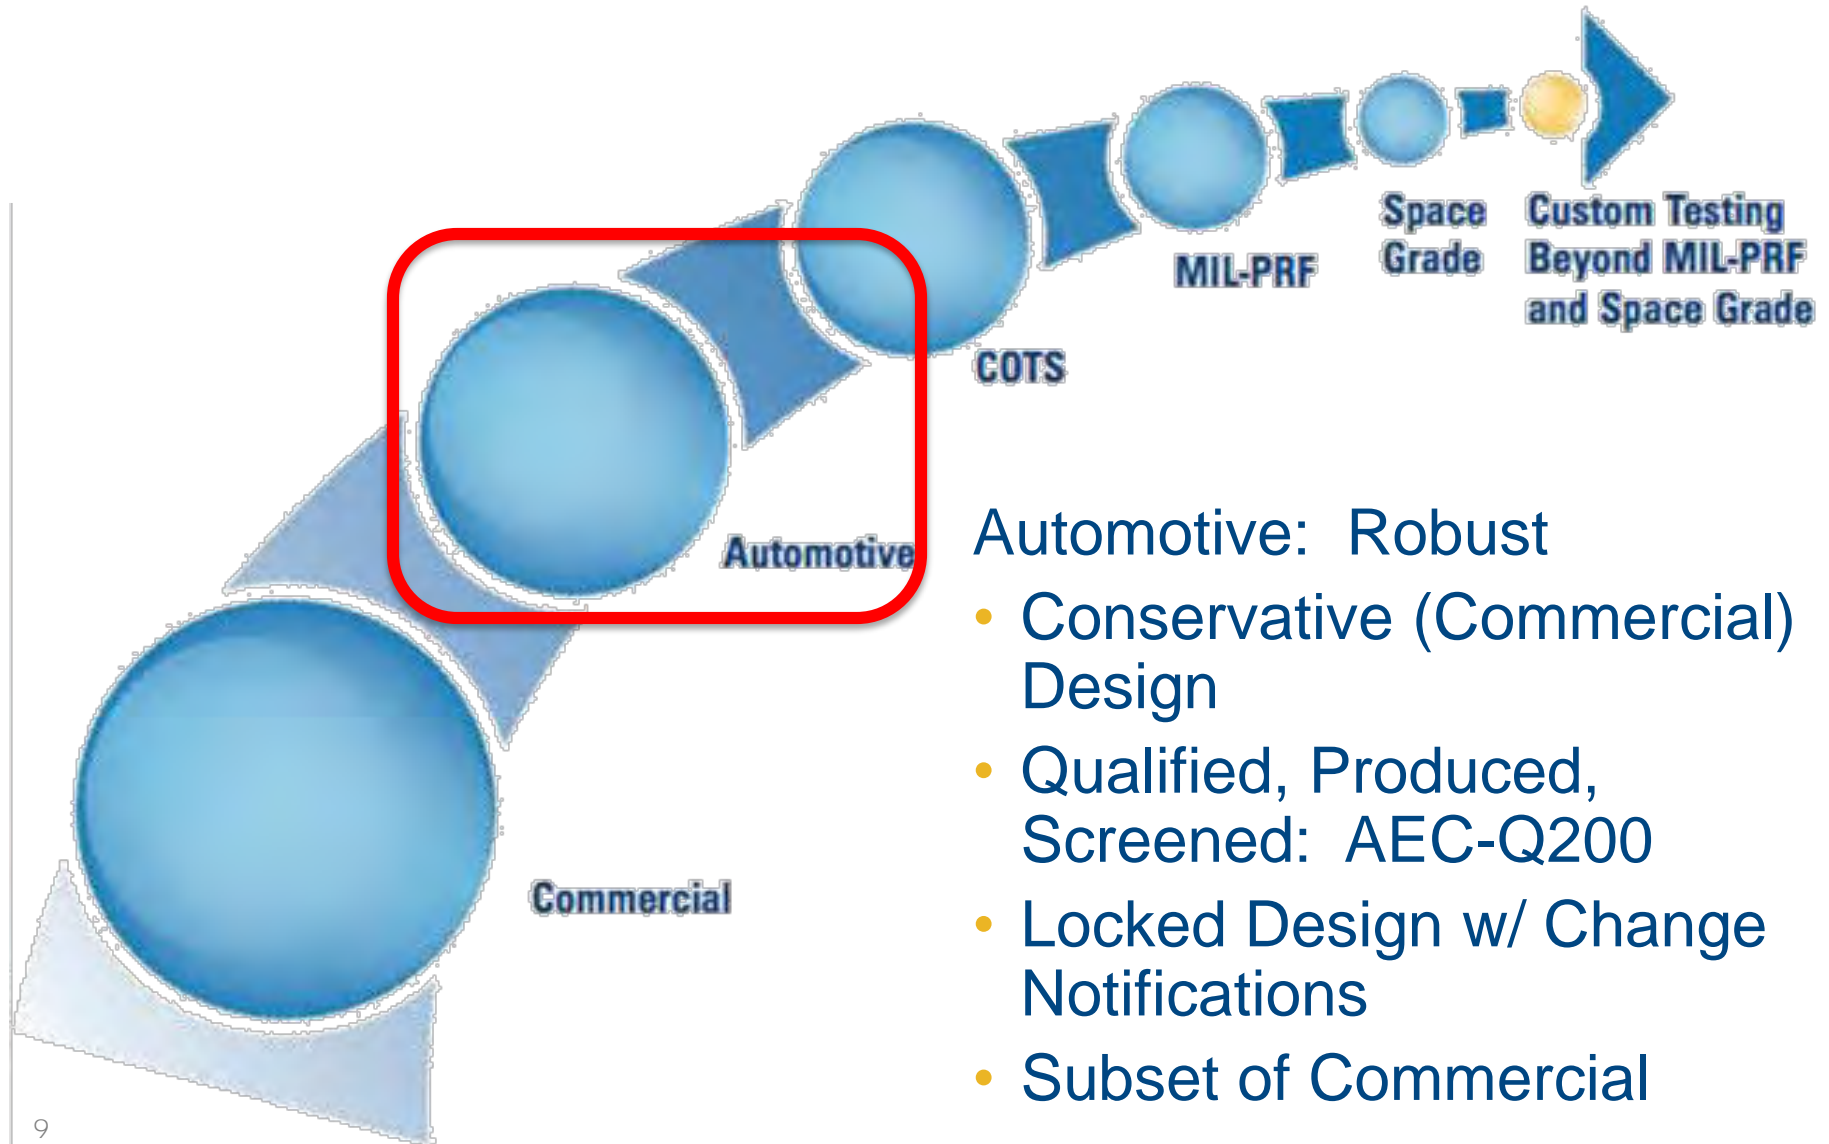 Space
Grade
Custom Testing
Beyond MIL-PRF
and Space Grade
MIL-PRF
COTS
Automotive
Commercial
Automotive:  Robust
• Conservative (Commercial)
Design
• Qualified, Produced,
Screened:  AEC-Q200
• Locked Design w/ Change
Notifications
• Subset of Commercial
9